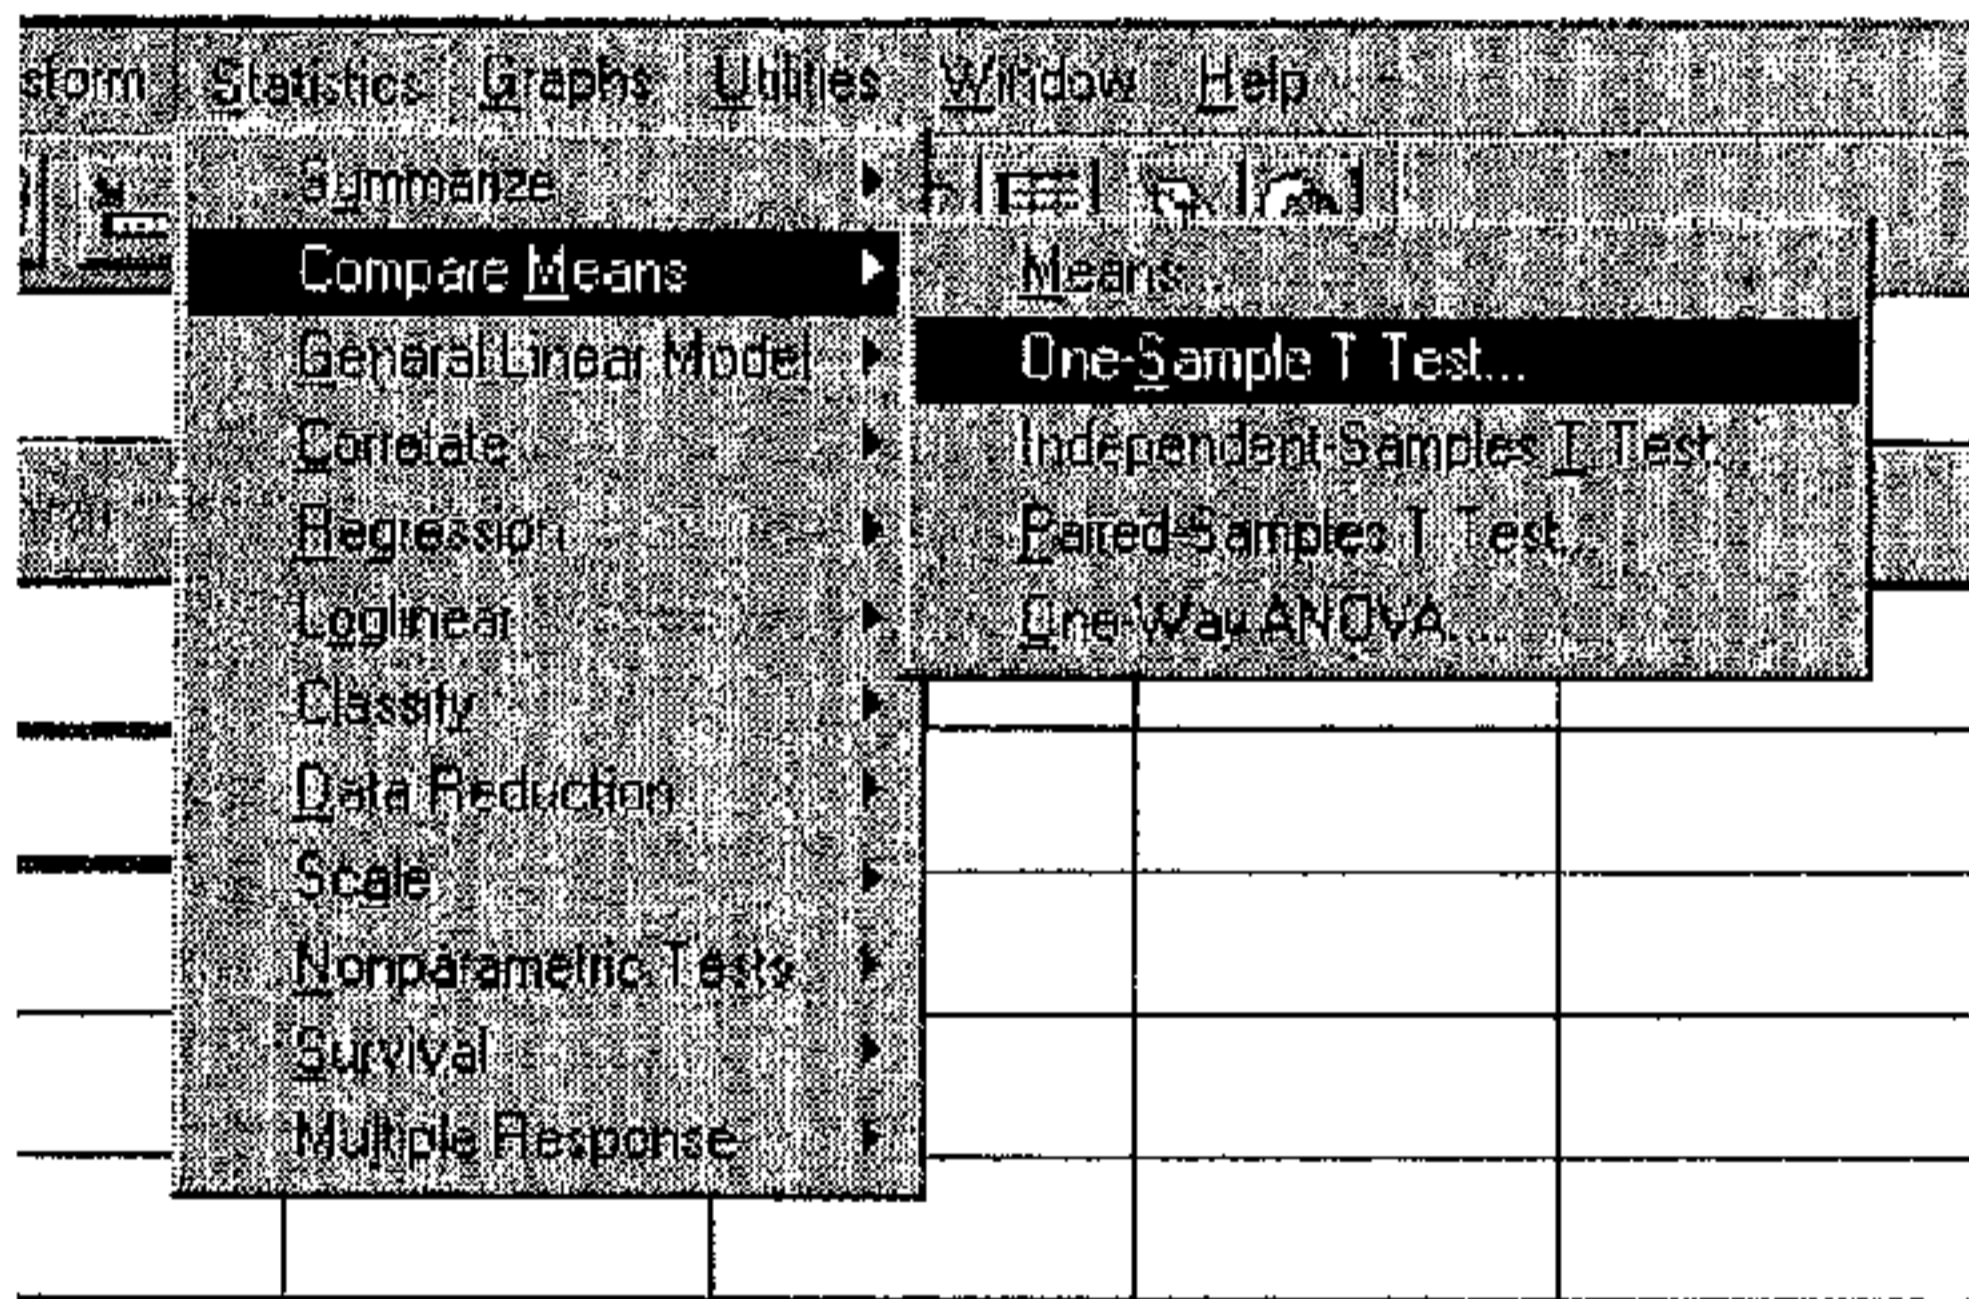 sform Statistics Graphs Utilities Window Help
Summarize
Compare Means
General Linear Model
Correlate
Regression
Loglinear
Classify
Data Reduction
Scale
Nonparametric Tests
Survival
Multiple Response
Means...
One-Sample T Test...
Independent-Samples T Test...
Paired-Samples T Test...
One-Way ANOVA...